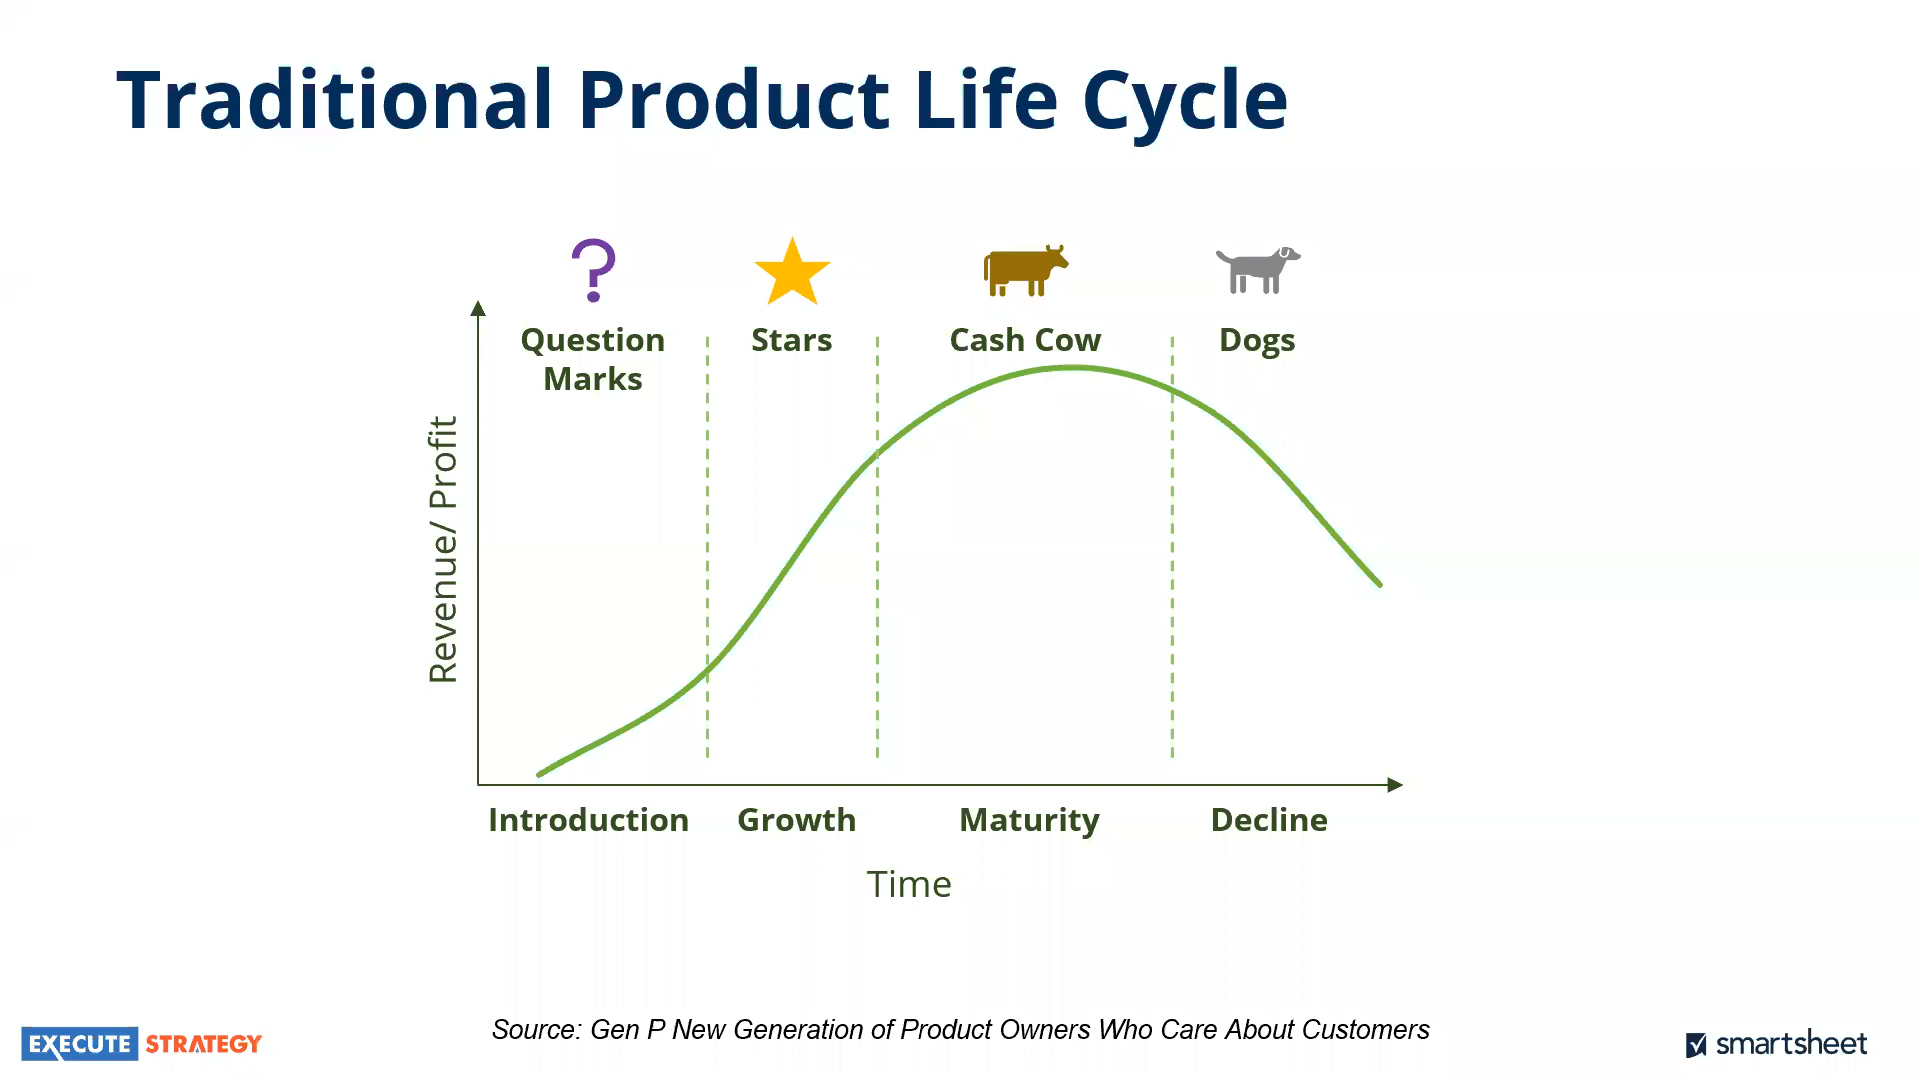 Traditional Product Life Cycle
Question
Marks
Stars
Cash Cow
Dogs
Revenue/ Profit
Introduction
Growth
Maturity
Decline
Time
Source: Gen P New Generation of Product Owners Who Care About Customers
EXECUTE STRATEGY
smartsheet